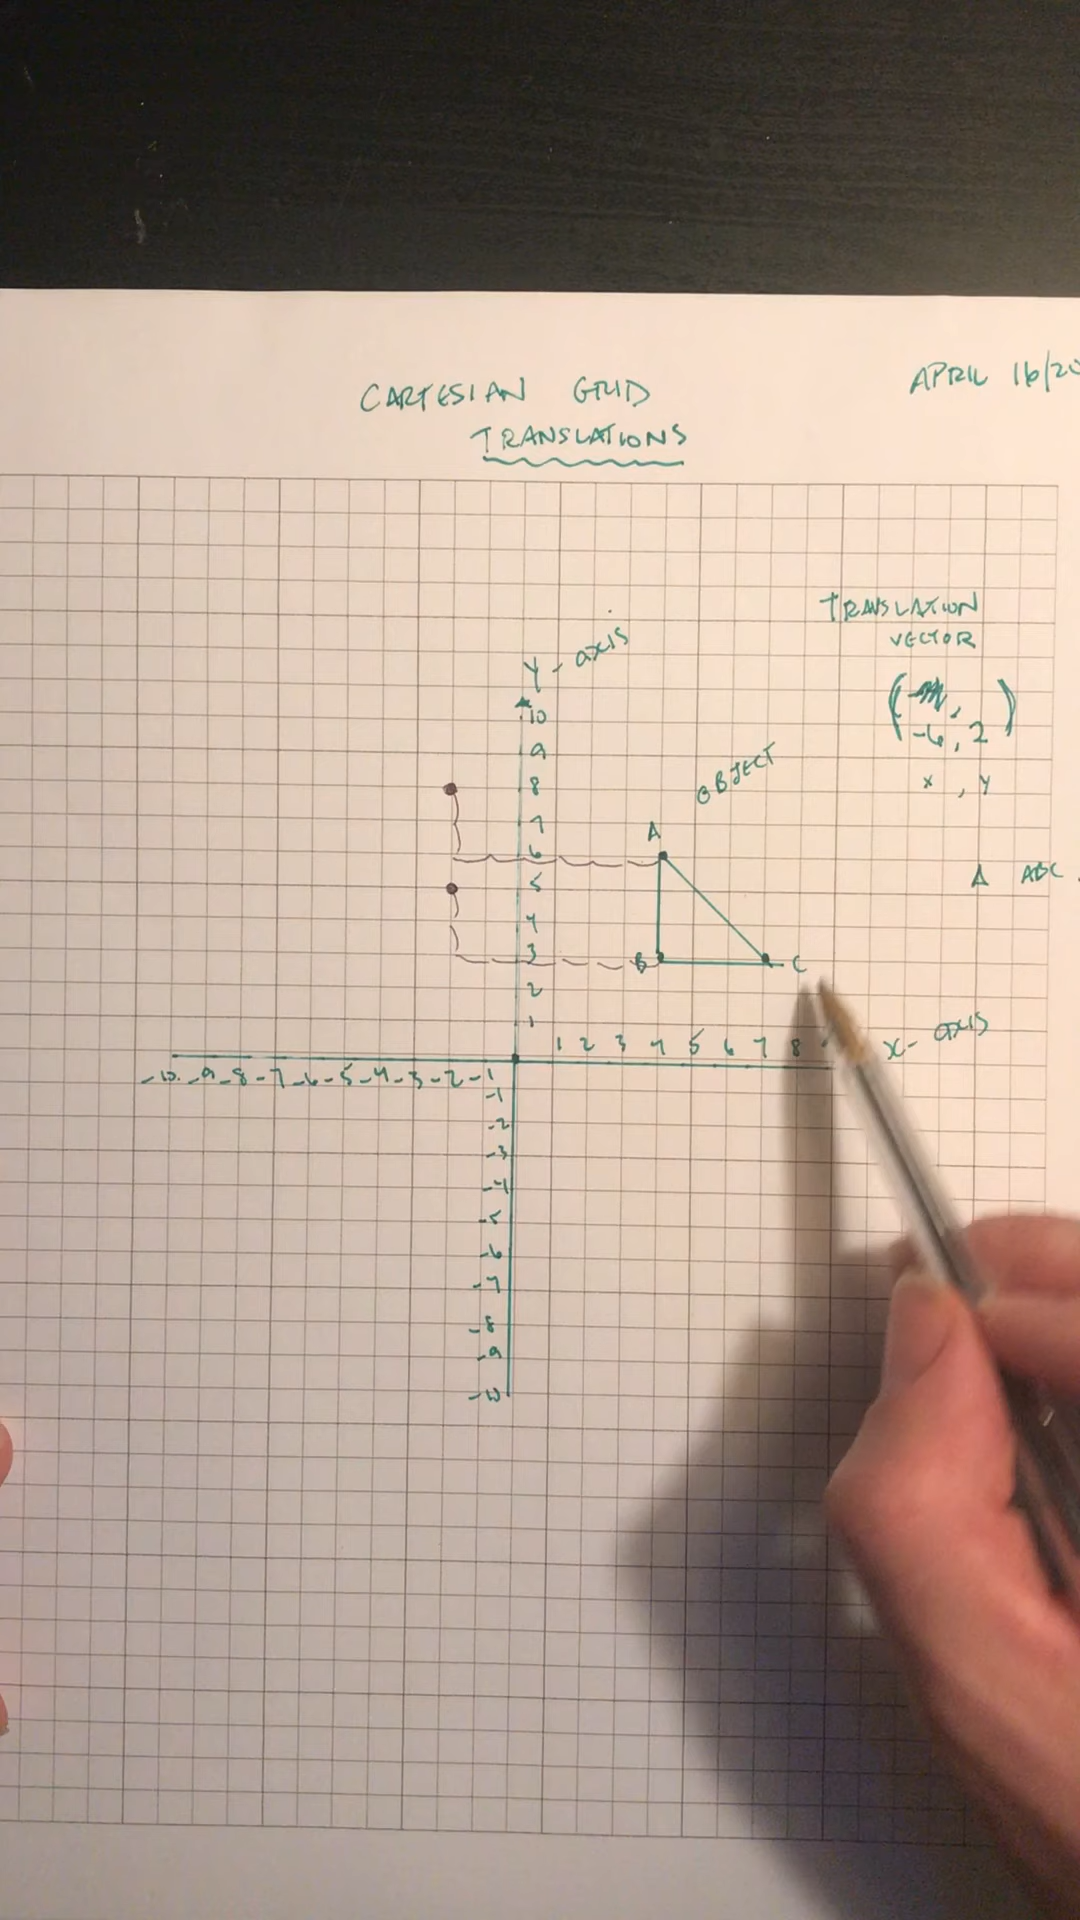 CARTESIAN GRID
APRIL 16/20
TRANSLATIONS
TRANSLATION
VECTOR
Y - axis
( , )
-6, 2
x , y
OBJECT
10
9
8
7
6
5
4
3
2
1
A
B
C
Δ ABC
1 2 3 4 5 6 7 8
x- axis
-10 -9 -8 -7 -6 -5 -4 -3 -2 -1
-1
-2
-3
-4
-5
-6
-7
-8
-9
-10